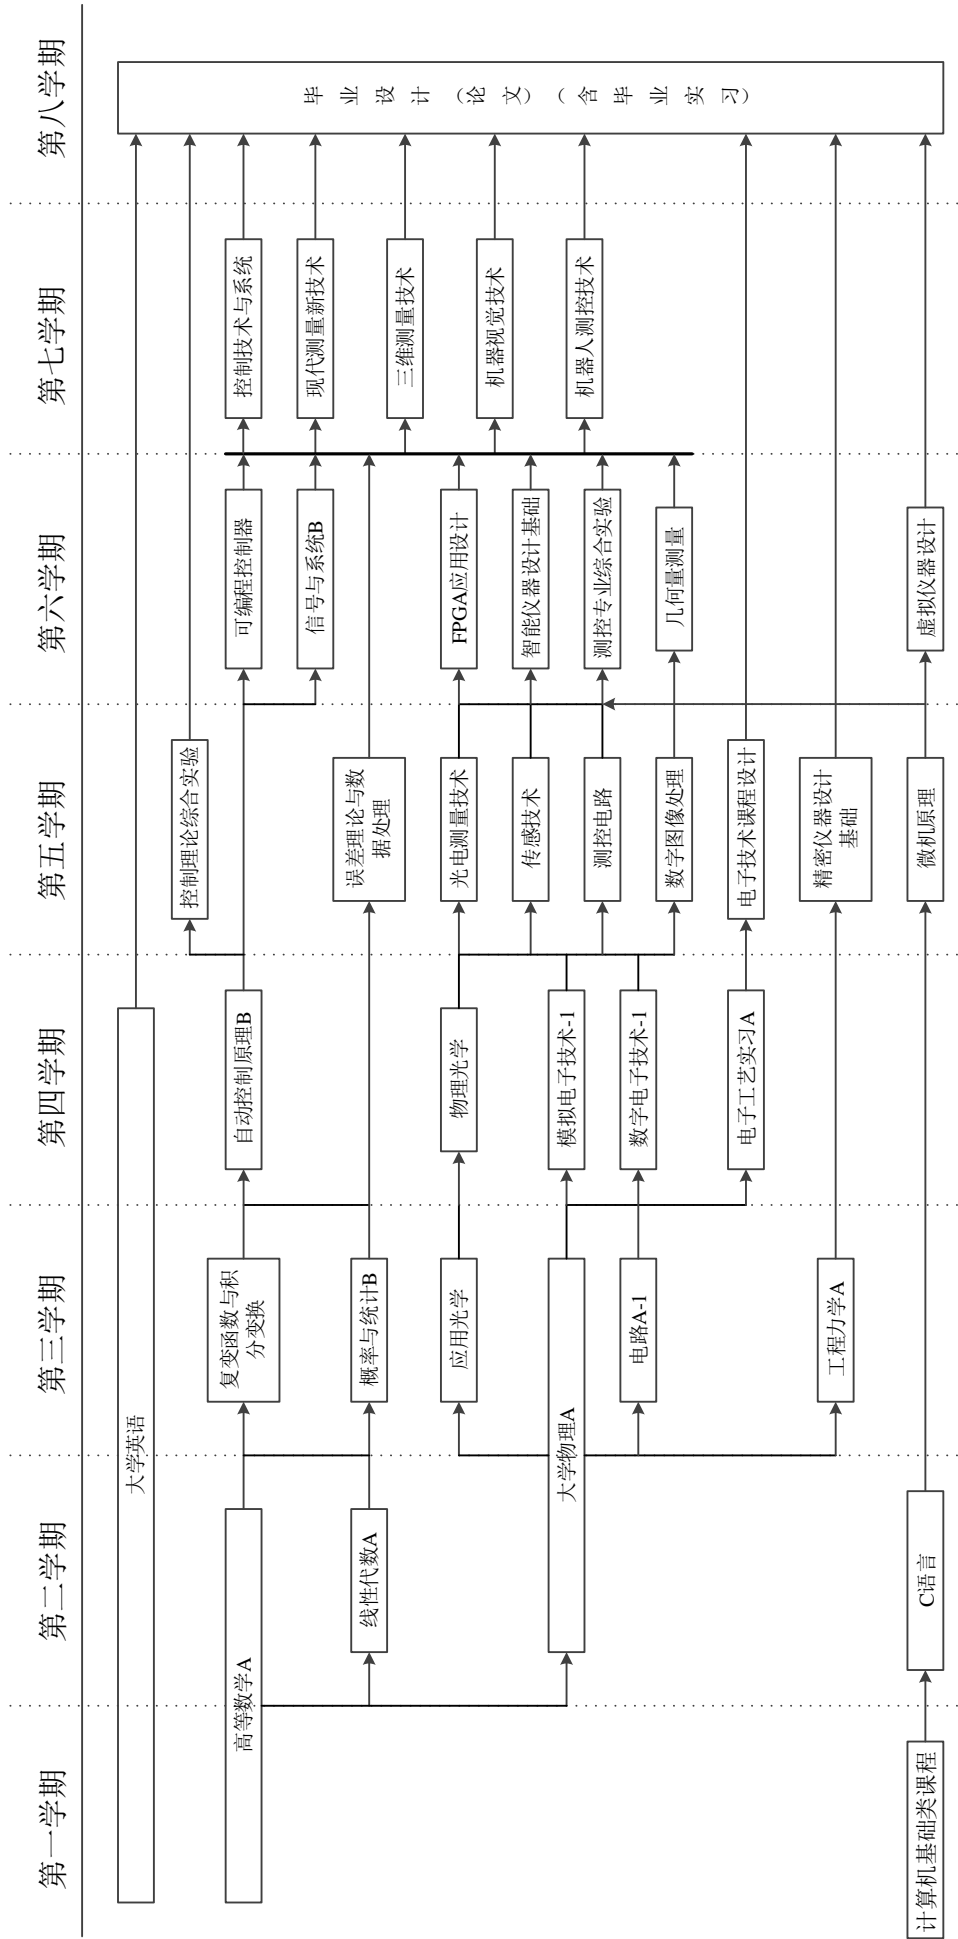 第一学期
第二学期
第三学期
第四学期
第五学期
第六学期
第七学期
第八学期
大学英语
高等数学A
计算机基础类课程
线性代数A
大学物理A
C语言
复变函数与积
分变换
概率与统计B
应用光学
电路A-1
工程力学A
自动控制原理B
物理光学
模拟电子技术-1
数字电子技术-1
电子工艺实习A
控制理论综合实验
误差理论与数
据处理
光电测量技术
传感技术
测控电路
数字图像处理
电子技术课程设计
精密仪器设计
基础
微机原理
可编程控制器
信号与系统B
FPGA应用设计
智能仪器设计基础
测控专业综合实验
几何量测量
虚拟仪器设计
控制技术与系统
现代测量新技术
三维测量技术
机器视觉技术
机器人测控技术
毕业设计（论文）（含毕业实习）